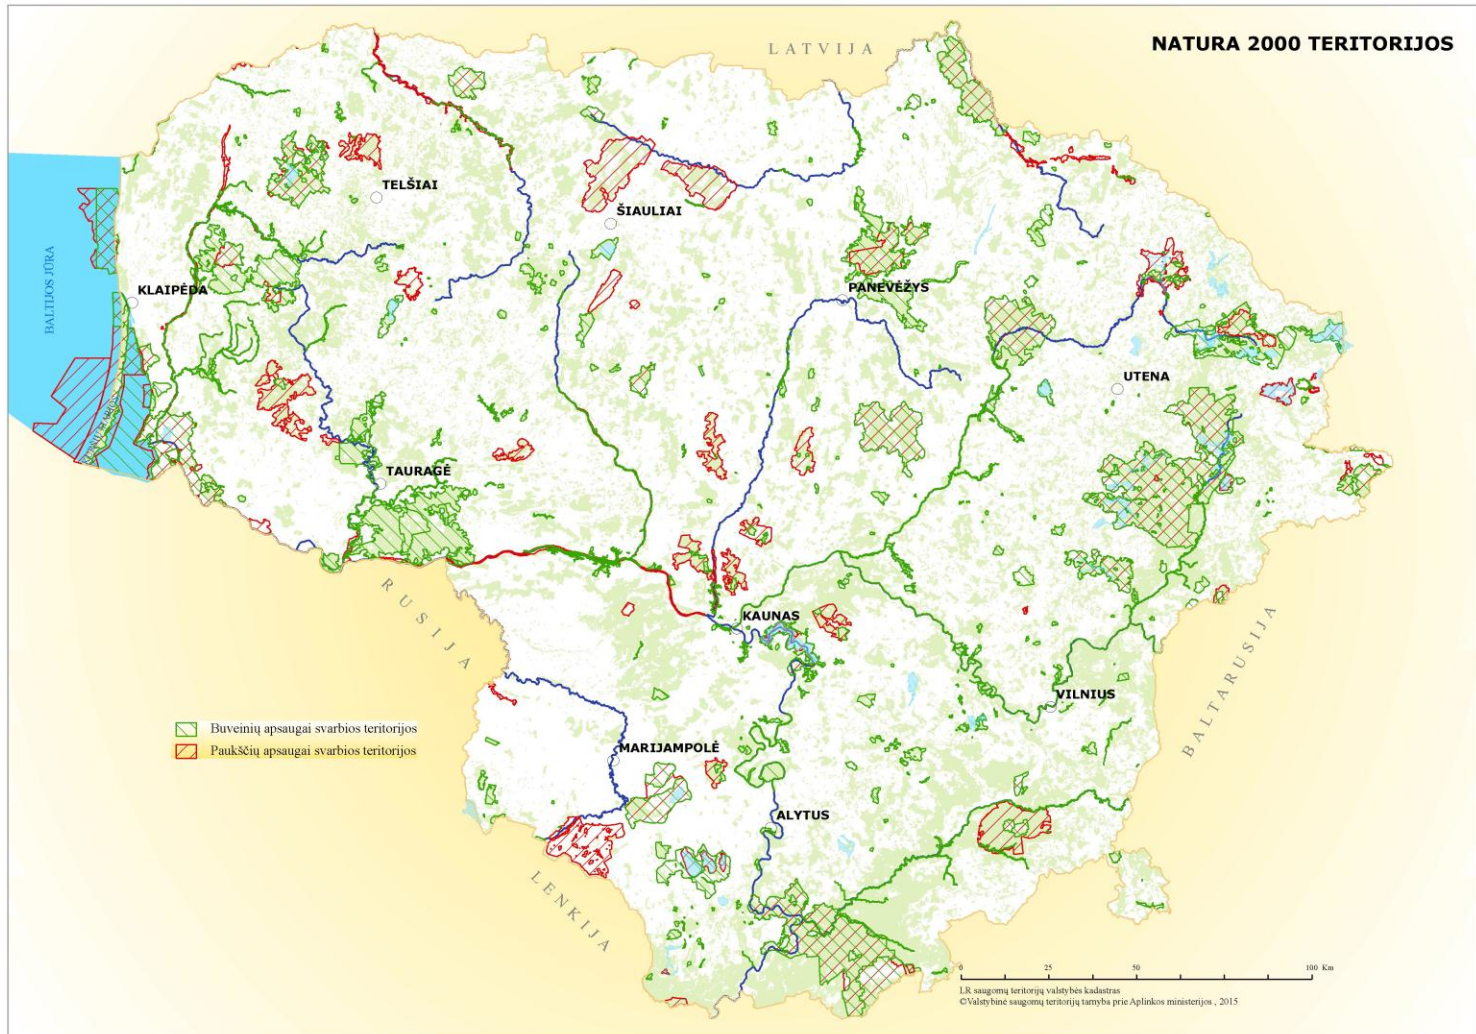 NATURA 2000 TERITORIJOS
LATVIJA
TELŠIAI
ŠIAULIAI
BALTIJOS JŪRA
KLAIPĖDA
PANEVĖŽYS
UTENA
TAURAGĖ
RUSIJA
KAUNAS
VILNIUS
BALTARUSIJA
Buveinių apsaugai svarbios teritorijos
Paukščių apsaugai svarbios teritorijos
MARIJAMPOLĖ
ALYTUS
LENKIJA
0 25 50 100 Km
LR saugomų teritorijų valstybės kadastras
©Valstybinė saugomų teritorijų tarnyba prie Aplinkos ministerijos , 2015